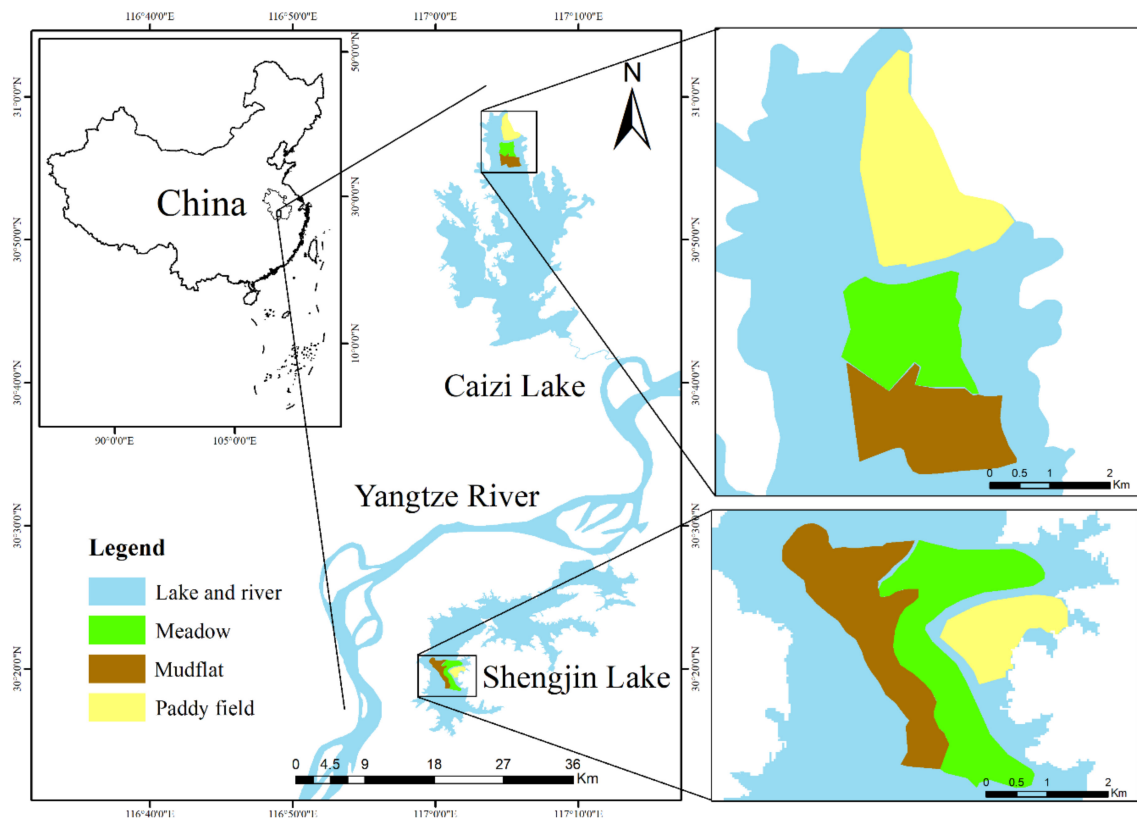 116°40'0"E 116°50'0"E 117°0'0"E 117°10'0"E
50°0'0"N
N
31°0'0"N
31°0'0"N
China
30°0'0"N
30°50'0"N
30°50'0"N
10°0'0"N
Caizi Lake
30°40'0"N
30°40'0"N
90°0'0"E 105°0'0"E
0 0.5 1 2
Km
Yangtze River
30°30'0"N
30°30'0"N
Legend
Lake and river
Meadow
Mudflat
Paddy field
30°20'0"N
30°20'0"N
Shengjin Lake
0 4.5 9 18 27 36
Km
0 0.5 1 2
Km
116°40'0"E 116°50'0"E 117°0'0"E 117°10'0"E